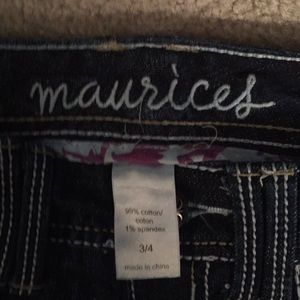 maurices
99% cotton/
coton
1% spandex
3/4
made in china